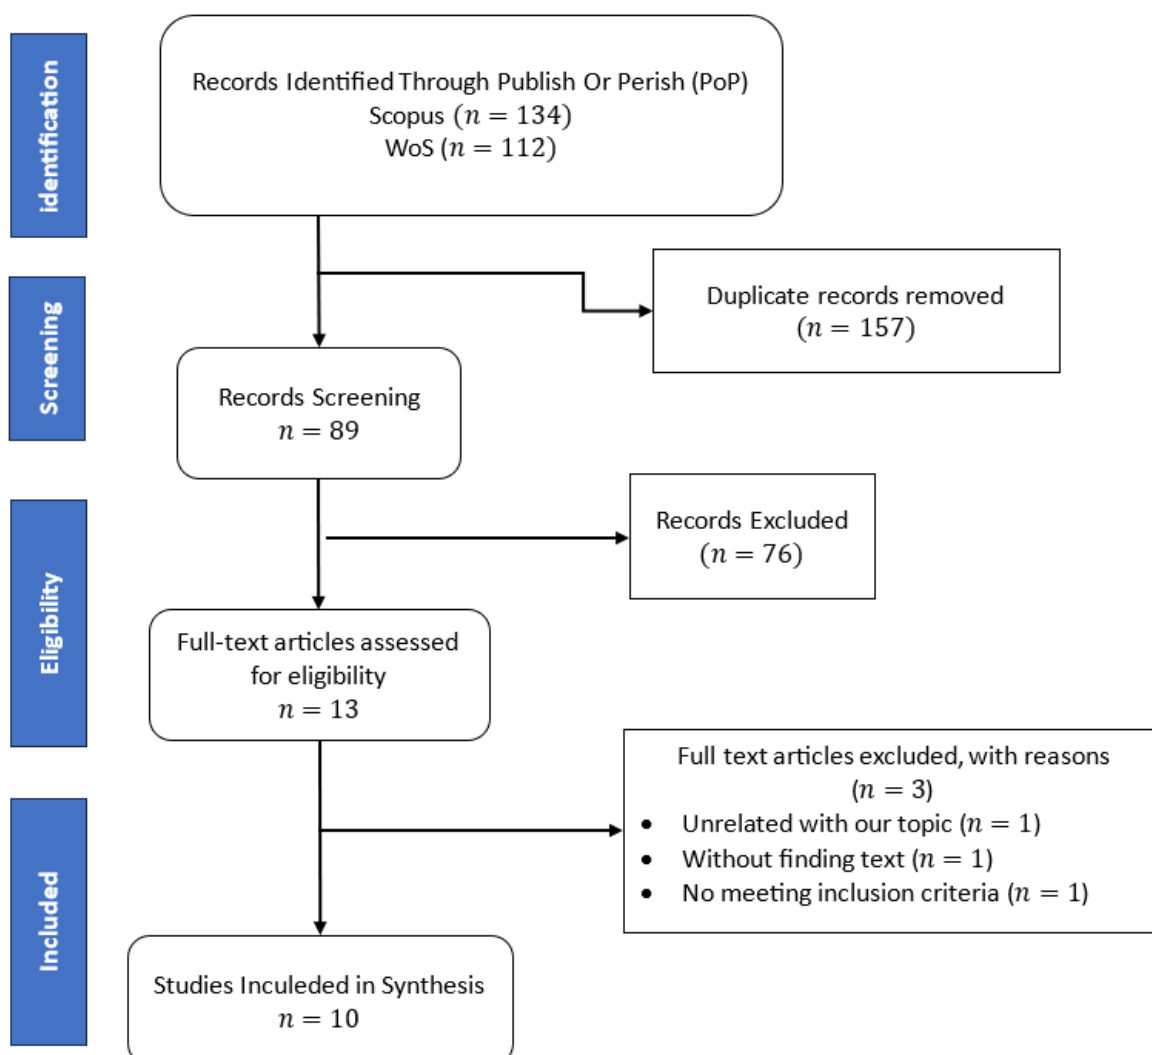 identification
Records Identified Through Publish Or Perish (PoP)
Scopus (n = 134)
WoS (n = 112)
Screening
Duplicate records removed
(n = 157)
Records Screening
n = 89
Eligibility
Records Excluded
(n = 76)
Full-text articles assessed
for eligibility
n = 13
Included
Full text articles excluded, with reasons
(n = 3)
• Unrelated with our topic (n = 1)
• Without finding text (n = 1)
• No meeting inclusion criteria (n = 1)
Studies Inculeded in Synthesis
n = 10